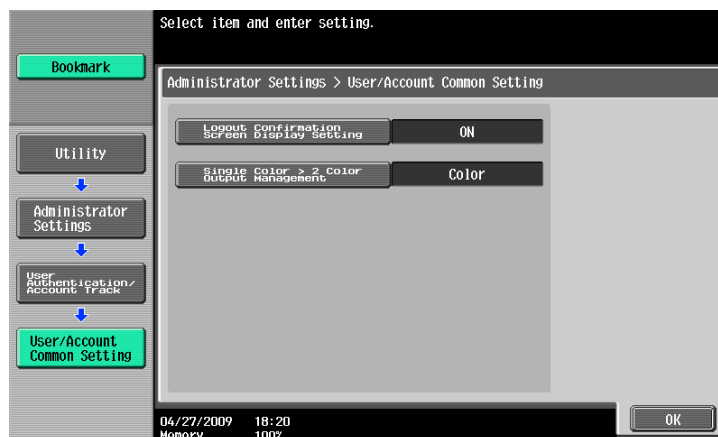 Select item and enter setting.
Bookmark
Administrator Settings > User/Account Common Setting
Logout Confirmation
Screen Display Setting
ON
Single Color > 2 Color
Output Management
Color
Utility
Administrator
Settings
User
Authentication/
Account Track
User/Account
Common Setting
04/27/2009 18:20
Memory 100%
OK